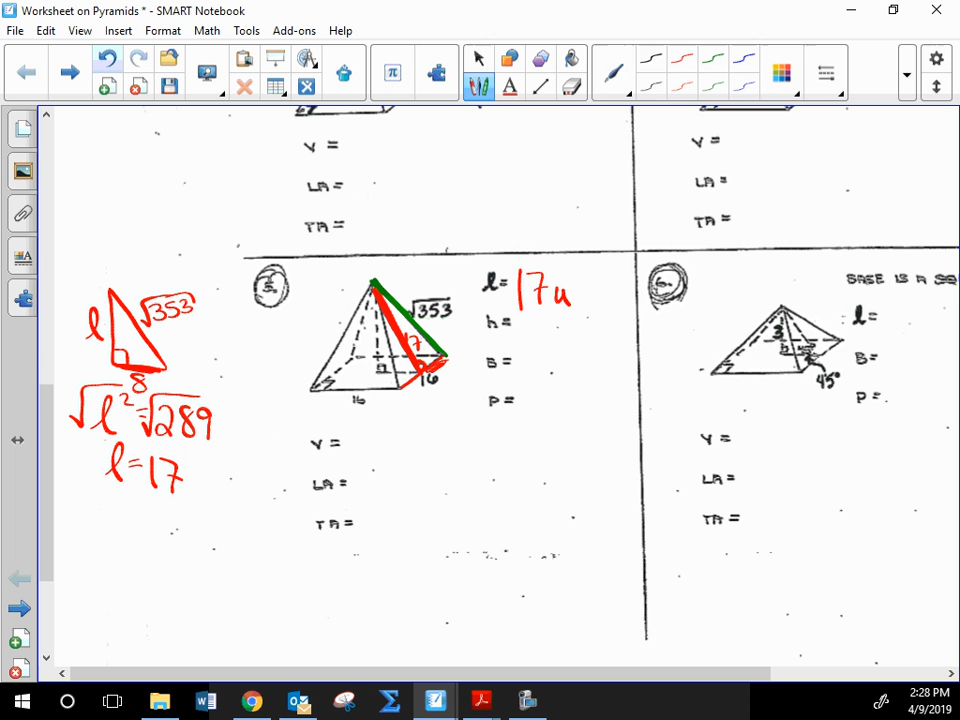 Worksheet on Pyramids * - SMART Notebook
File Edit View Insert Format Math Tools Add-ons Help
V =
LA =
TA =
V =
LA =
TA =
5.
l = 17u
√353
h =
17
B =
16
P =
16
V =
LA =
TA =
l
√353
8
√l² = √289
l = 17
6.
BASE IS A SQ
3
l =
B =
45°
P =
V =
LA =
TA =
2:28 PM
4/9/2019